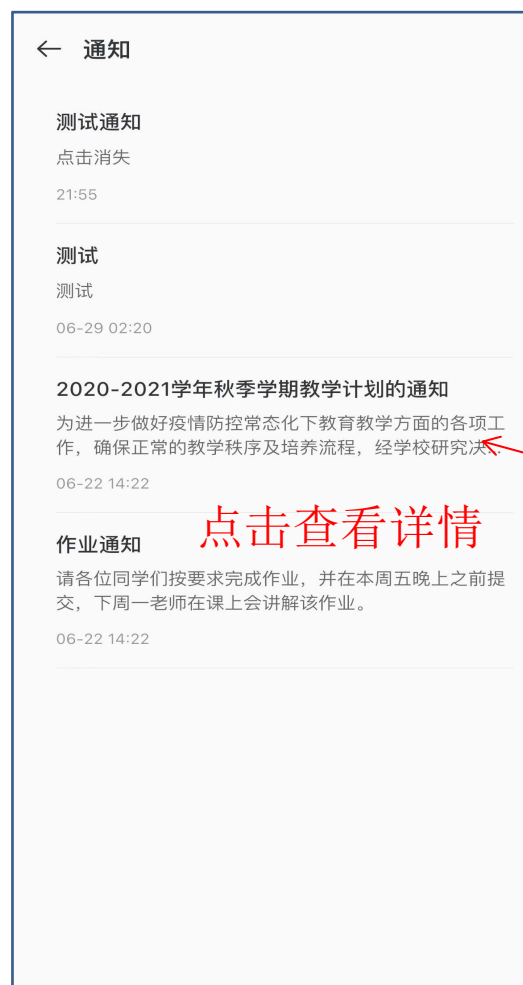 ← 通知
测试通知
点击消失
21:55
测试
测试
06-29 02:20
2020-2021学年秋季学期教学计划的通知
为进一步做好疫情防控常态化下教育教学方面的各项工
作，确保正常的教学秩序及培养流程，经学校研究决...
06-22 14:22
点击查看详情
作业通知
请各位同学们按要求完成作业，并在本周五晚上之前提
交，下周一老师在课上会讲解该作业。
06-22 14:22